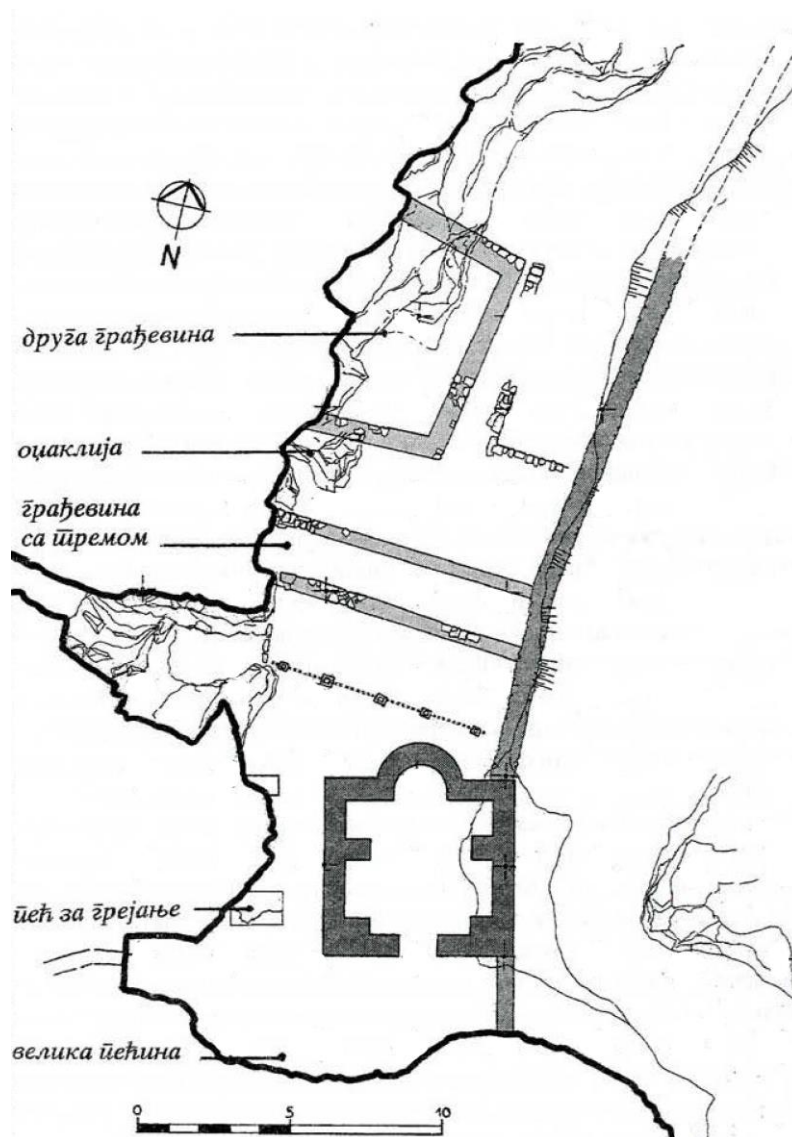 N
друга грађевина
оџаклија
грађевина
са тремом
пећ за грејање
велика пећина
0 5 10